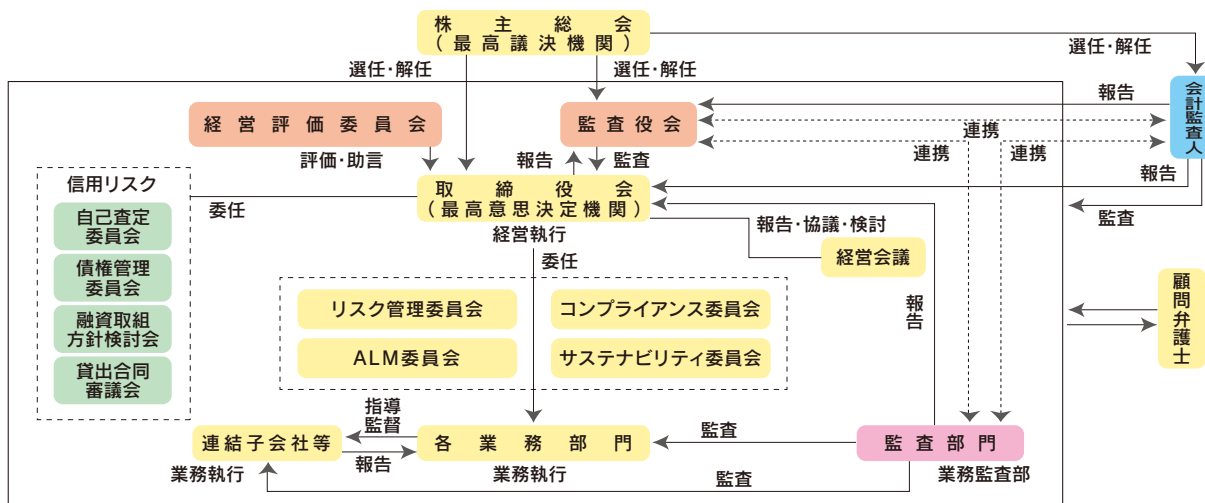 株主総会
(最高議決機関)
選任・解任
選任・解任
選任・解任
経営評価委員会
監査役会
会計監査人
報告
連携
連携
連携
評価・助言
報告
監査
報告
監査
信用リスク
自己査定
委員会
債権管理
委員会
融資取組
方針検討会
貸出合同
審議会
委任
取締役会
(最高意思決定機関)
経営執行
報告・協議・検討
経営会議
委任
リスク管理委員会
コンプライアンス委員会
ALM委員会
サステナビリティ委員会
報告
顧問弁護士
指導
監督
連結子会社等
業務執行
報告
各業務部門
業務執行
監査
監査部門
業務監査部
監査